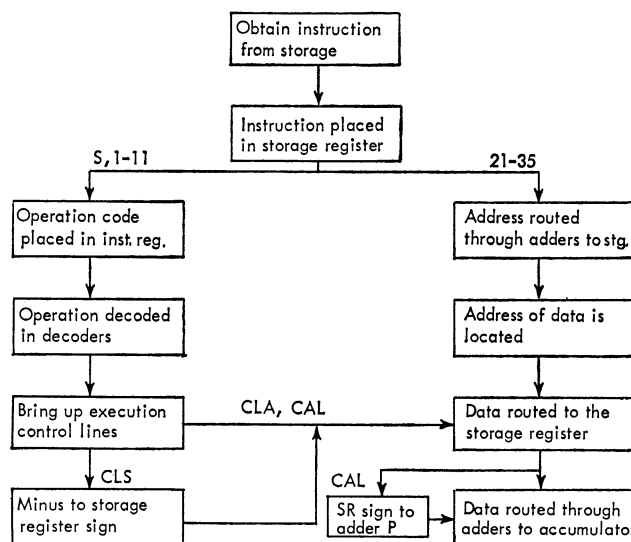 Obtain instruction
from storage
Instruction placed
in storage register
S, 1-11
21-35
Operation code
placed in inst. reg.
Address routed
through adders to stg.
Operation decoded
in decoders
Address of data is
located
Bring up execution
control lines
CLA, CAL
Data routed to the
storage register
CLS
CAL
Minus to storage
register sign
SR sign to
adder P
Data routed through
adders to accumulato